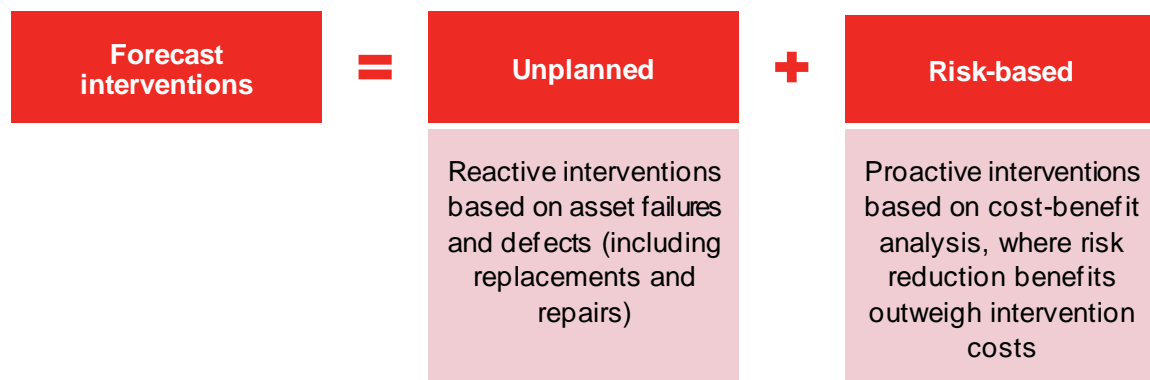 Forecast
interventions
=
Unplanned
+
Risk-based
Reactive interventions
based on asset failures
and defects (including
replacements and
repairs)
Proactive interventions
based on cost-benefit
analysis, where risk
reduction benefits
outweigh intervention
costs